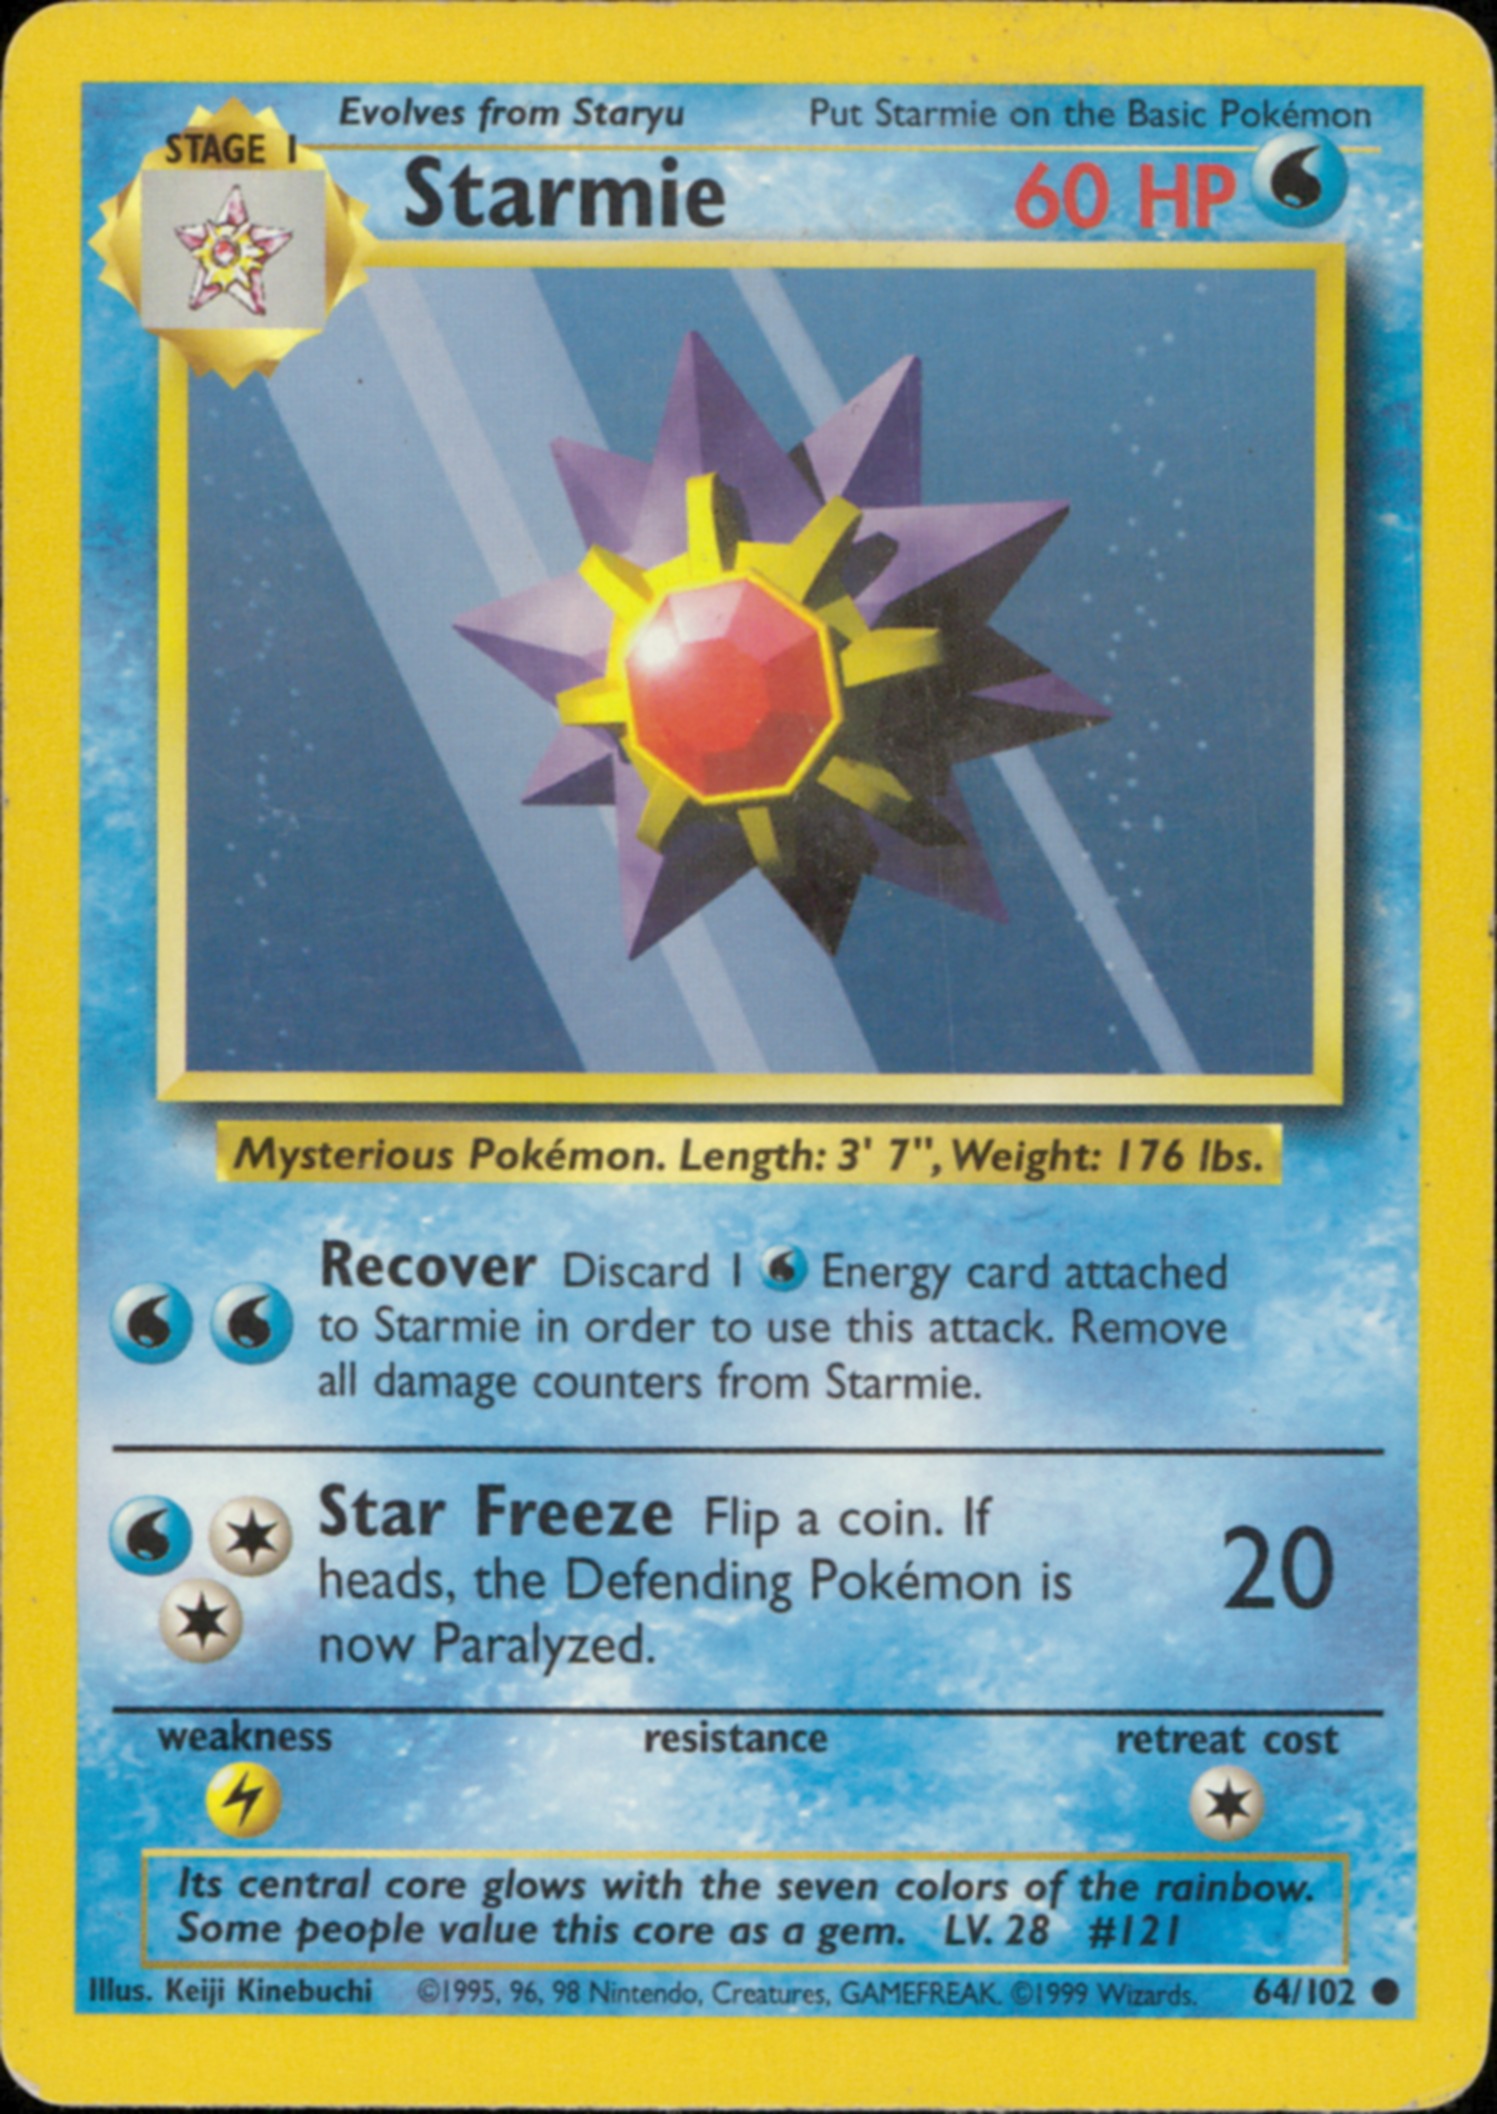 Evolves from Staryu Put Starmie on the Basic Pokémon
STAGE 1
Starmie 60 HP
Mysterious Pokémon. Length: 3' 7", Weight: 176 lbs.
Recover Discard 1 Energy card attached
to Starmie in order to use this attack. Remove
all damage counters from Starmie.
Star Freeze Flip a coin. If
heads, the Defending Pokémon is
now Paralyzed.
20
weakness resistance retreat cost
Its central core glows with the seven colors of the rainbow.
Some people value this core as a gem. LV. 28 #121
Illus. Keiji Kinebuchi ©1995, 96, 98 Nintendo, Creatures, GAMEFREAK. ©1999 Wizards. 64/102